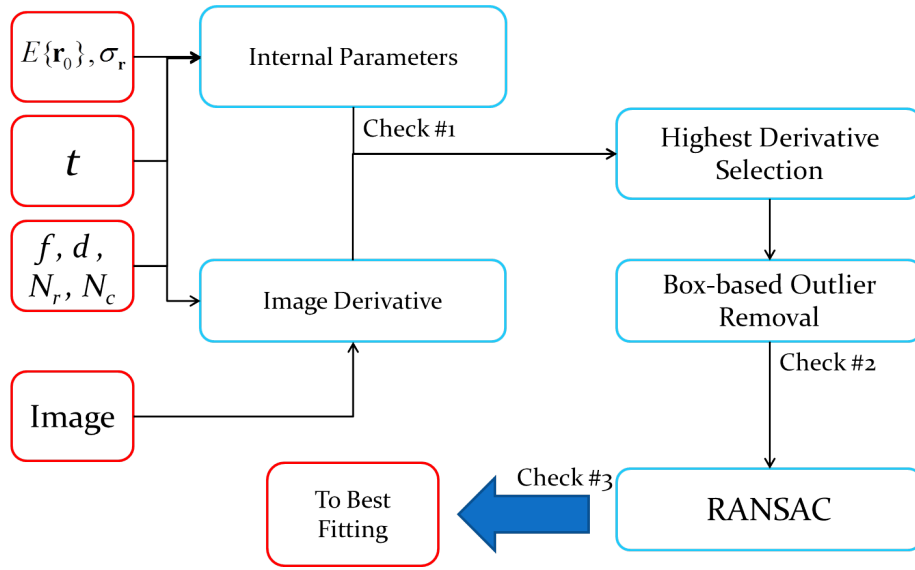 E{r₀}, σᵣ
Internal Parameters
Check #1
t
Highest Derivative
Selection
f, d,
Nᵣ, N_c
Image Derivative
Box-based Outlier
Removal
Check #2
Image
Check #3
To Best
Fitting
RANSAC